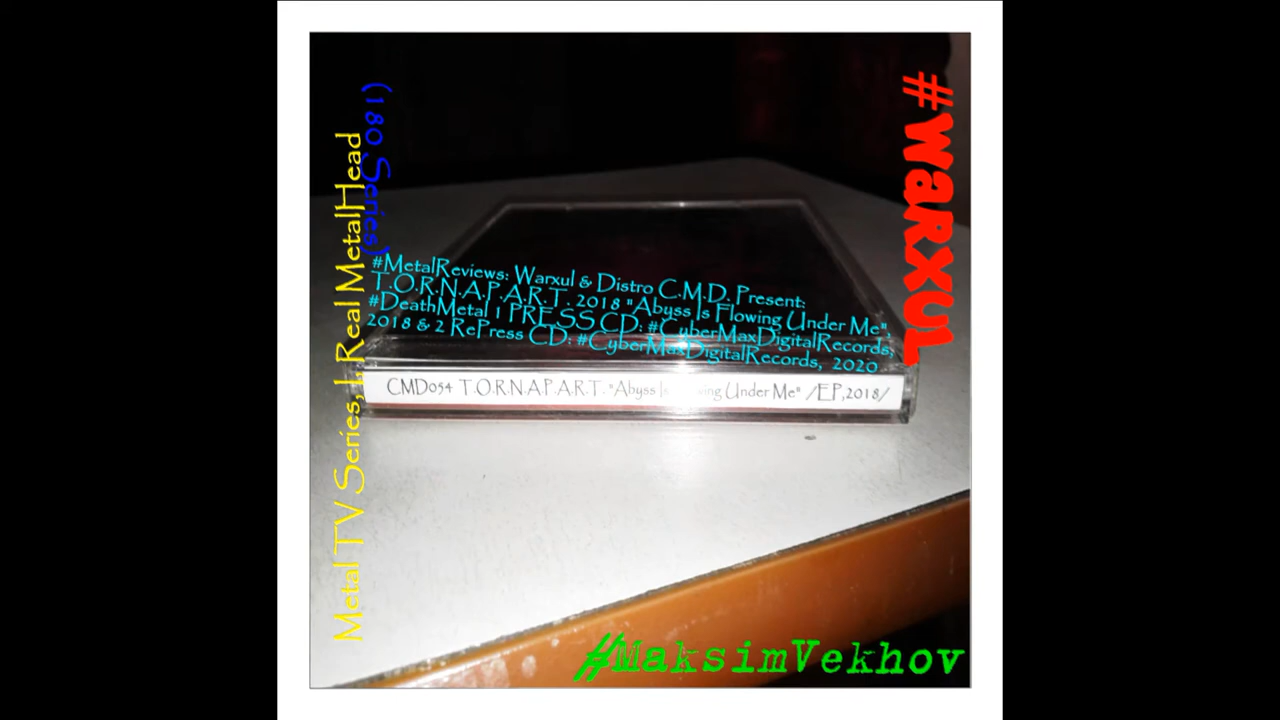 (180 Series)
Metal TV Series, I, Real MetalHead
#Warxul
#MetalReviews: Warxul & Distro C.M.D. Present:
T.O.R.N.A.P.A.R.T. 2018 "Abyss Is Flowing Under Me",
#DeathMetal 1 PRESS CD: #CyberMaxDigitalRecords,
2018 & 2 RePress CD: #CyberMaxDigitalRecords, 2020
CMD054 T.O.R.N.A.P.A.R.T. "Abyss Is wing Under Me" /EP,2018/
#MaksimVekhov